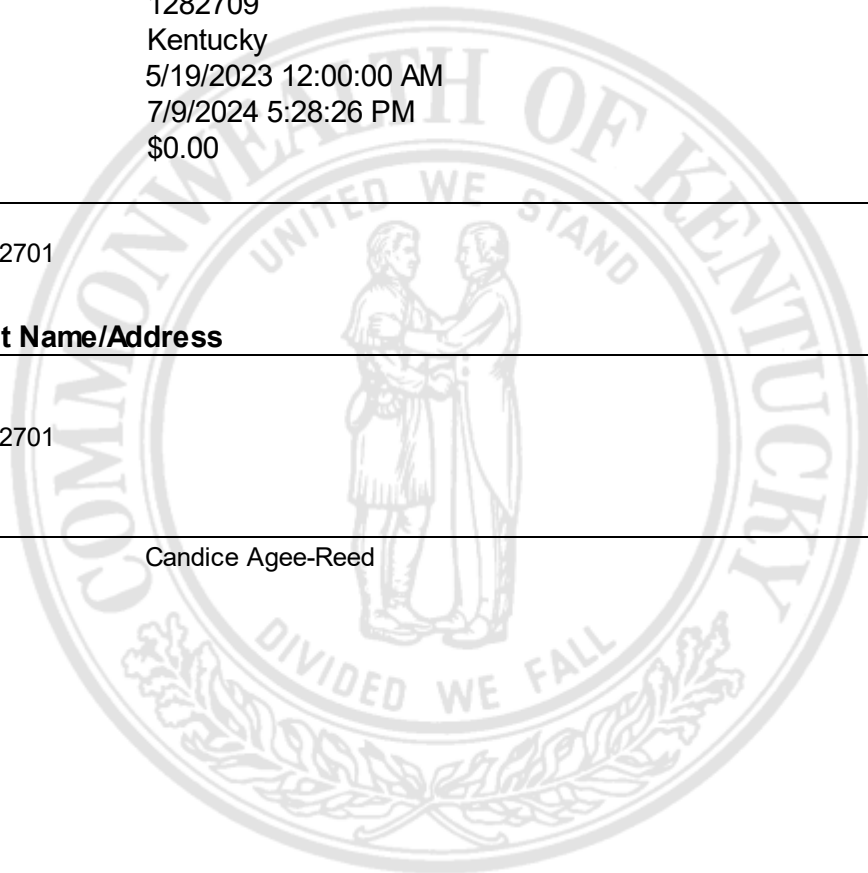 1282709
Kentucky
5/19/2023 12:00:00 AM
7/9/2024 5:28:26 PM
$0.00
2701
t Name/Address
2701
Candice Agee-Reed
COMMONWEALTH OF KENTUCKY
UNITED WE STAND
DIVIDED WE FALL